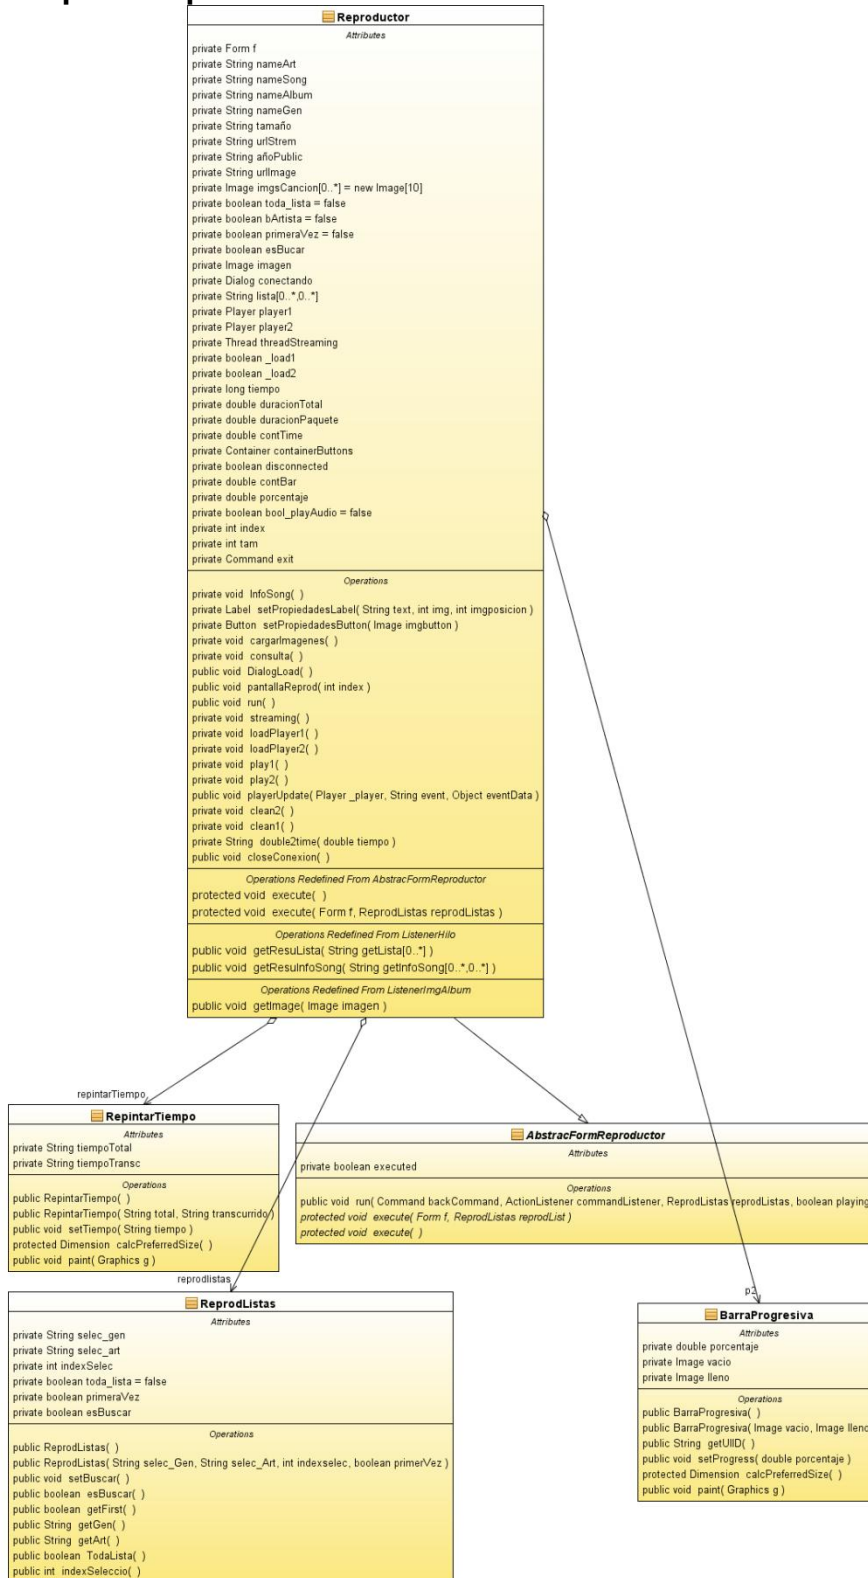 Reproductor
Attributes
private Form f
private String nameArt
private String nameSong
private String nameAlbum
private String nameGen
private String tamaño
private String urlStrem
private String añoPublic
private String urlImage
private Image imgsCancion[0..*] = new Image[10]
private boolean toda_lista = false
private boolean bArtista = false
private boolean primeraVez = false
private boolean esBucar
private Image imagen
private Dialog conectando
private String lista[0..*,0..*]
private Player player1
private Player player2
private Thread threadStreaming
private boolean _load1
private boolean _load2
private long tiempo
private double duracionTotal
private double duracionPaquete
private double contTime
private Container containerButtons
private boolean disconnected
private double contBar
private double porcentaje
private boolean bool_playAudio = false
private int index
private int tam
private Command exit
Operations
private void InfoSong( )
private Label setPropiedadesLabel( String text, int img, int imgposicion )
private Button setPropiedadesButton( Image imgbutton )
private void cargarImagenes( )
private void consulta( )
public void DialogLoad( )
public void pantallaReprod( int index )
public void run( )
private void streaming( )
private void loadPlayer1( )
private void loadPlayer2( )
private void play1( )
private void play2( )
public void playerUpdate( Player _player, String event, Object eventData )
private void clean2( )
private void clean1( )
private String double2time( double tiempo )
public void closeConexion( )
Operations Redefined From AbstracFormReproductor
protected void execute( )
protected void execute( Form f, ReprodListas reprodListas )
Operations Redefined From ListenerHilo
public void getResuLista( String getLista[0..*] )
public void getResuInfoSong( String getInfoSong[0..*,0..*] )
Operations Redefined From ListenerImgAlbum
public void getImage( Image imagen )
repintarTiempo
RepintarTiempo
Attributes
private String tiempoTotal
private String tiempoTransc
Operations
public RepintarTiempo( )
public RepintarTiempo( String total, String transcurrido )
public void setTiempo( String tiempo )
protected Dimension calcPreferredSize( )
public void paint( Graphics g )
AbstracFormReproductor
Attributes
private boolean executed
Operations
public void run( Command backCommand, ActionListener commandListener, ReprodListas reprodListas, boolean playing
protected void execute( Form f, ReprodListas reprodList )
protected void execute( )
reprodlistas
ReprodListas
Attributes
private String selec_gen
private String selec_art
private int indexSelec
private boolean toda_lista = false
private boolean primeraVez
private boolean esBuscar
Operations
public ReprodListas( )
public ReprodListas( String selec_Gen, String selec_Art, int indexselec, boolean primerVez )
public void setBuscar( )
public boolean esBuscar( )
public boolean getFirst( )
public String getGen( )
public String getArt( )
public boolean TodaLista( )
public int indexSeleccio( )
p2
BarraProgresiva
Attributes
private double porcentaje
private Image vacio
private Image lleno
Operations
public BarraProgresiva( )
public BarraProgresiva( Image vacio, Image lleno
public String getUIID( )
public void setProgress( double porcentaje )
protected Dimension calcPreferredSize( )
public void paint( Graphics g )